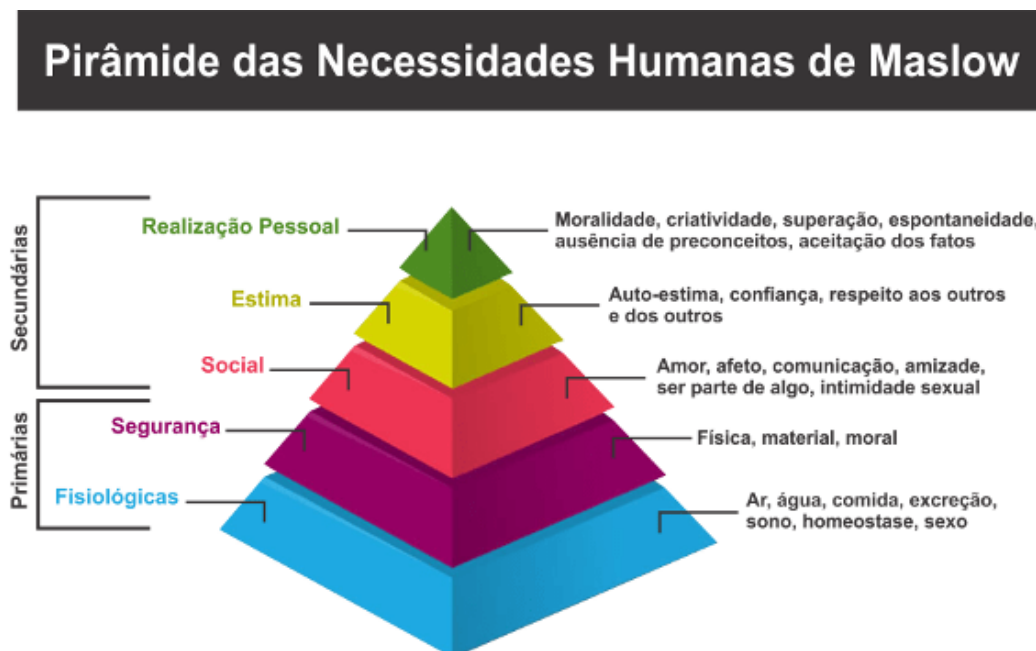 Pirâmide das Necessidades Humanas de Maslow
Secundárias
Realização Pessoal
Moralidade, criatividade, superação, espontaneidade,
ausência de preconceitos, aceitação dos fatos
Estima
Auto-estima, confiança, respeito aos outros
e dos outros
Social
Amor, afeto, comunicação, amizade,
ser parte de algo, intimidade sexual
Primárias
Segurança
Física, material, moral
Fisiológicas
Ar, água, comida, excreção,
sono, homeostase, sexo